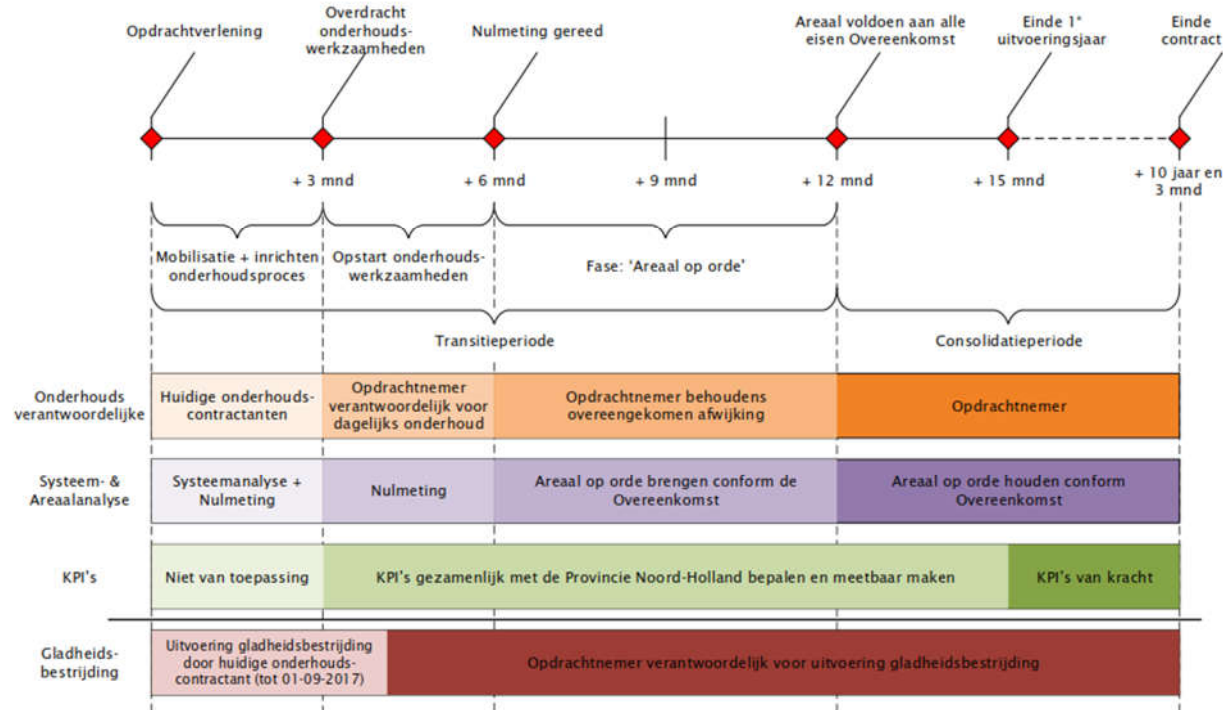 Opdrachtverlening
Overdracht
onderhouds-
werkzaamheden
Nulmeting gereed
Areaal voldoen aan alle
eisen Overeenkomst
Einde 1e
uitvoeringsjaar
Einde
contract
+ 3 mnd
+ 6 mnd
+ 9 mnd
+ 12 mnd
+ 15 mnd
+ 10 jaar en
3 mnd
Mobilisatie + inrichten
onderhoudsproces
Opstart onderhouds-
werkzaamheden
Fase: 'Areaal op orde'
Transitieperiode
Consolidatieperiode
Onderhouds
verantwoordelijke
Huidige onderhouds-
contractanten
Opdrachtnemer
verantwoordelijk voor
dagelijks onderhoud
Opdrachtnemer behoudens
overeengekomen afwijking
Opdrachtnemer
Systeem- &
Areaalanalyse
Systeemanalyse +
Nulmeting
Nulmeting
Areaal op orde brengen conform de
Overeenkomst
Areaal op orde houden conform
Overeenkomst
KPI's
Niet van toepassing
KPI's gezamenlijk met de Provincie Noord-Holland bepalen en meetbaar maken
KPI's van kracht
Gladheids-
bestrijding
Uitvoering gladheidsbestrijding
door huidige onderhouds-
contractant (tot 01-09-2017)
Opdrachtnemer verantwoordelijk voor uitvoering gladheidsbestrijding